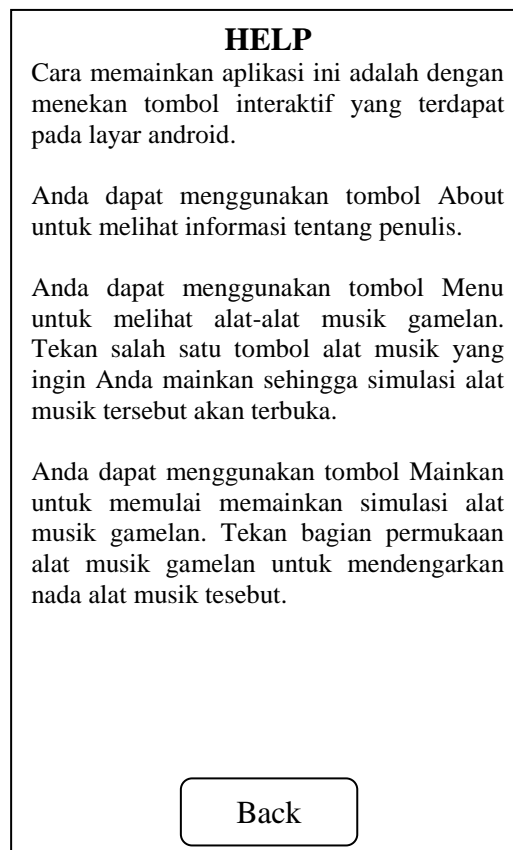 HELP
Cara memainkan aplikasi ini adalah dengan
menekan tombol interaktif yang terdapat
pada layar android.
Anda dapat menggunakan tombol About
untuk melihat informasi tentang penulis.
Anda dapat menggunakan tombol Menu
untuk melihat alat-alat musik gamelan.
Tekan salah satu tombol alat musik yang
ingin Anda mainkan sehingga simulasi alat
musik tersebut akan terbuka.
Anda dapat menggunakan tombol Mainkan
untuk memulai memainkan simulasi alat
musik gamelan. Tekan bagian permukaan
alat musik gamelan untuk mendengarkan
nada alat musik tesebut.
Back